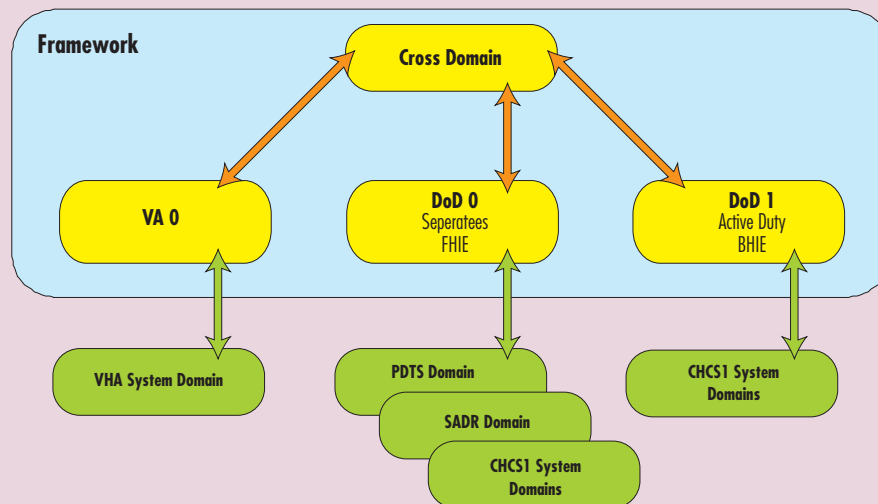 Framework
Cross Domain
VA 0
DoD 0
Seperatees
FHIE
DoD 1
Active Duty
BHIE
VHA System Domain
PDTS Domain
SADR Domain
CHCS1 System
Domains
CHCS1 System
Domains